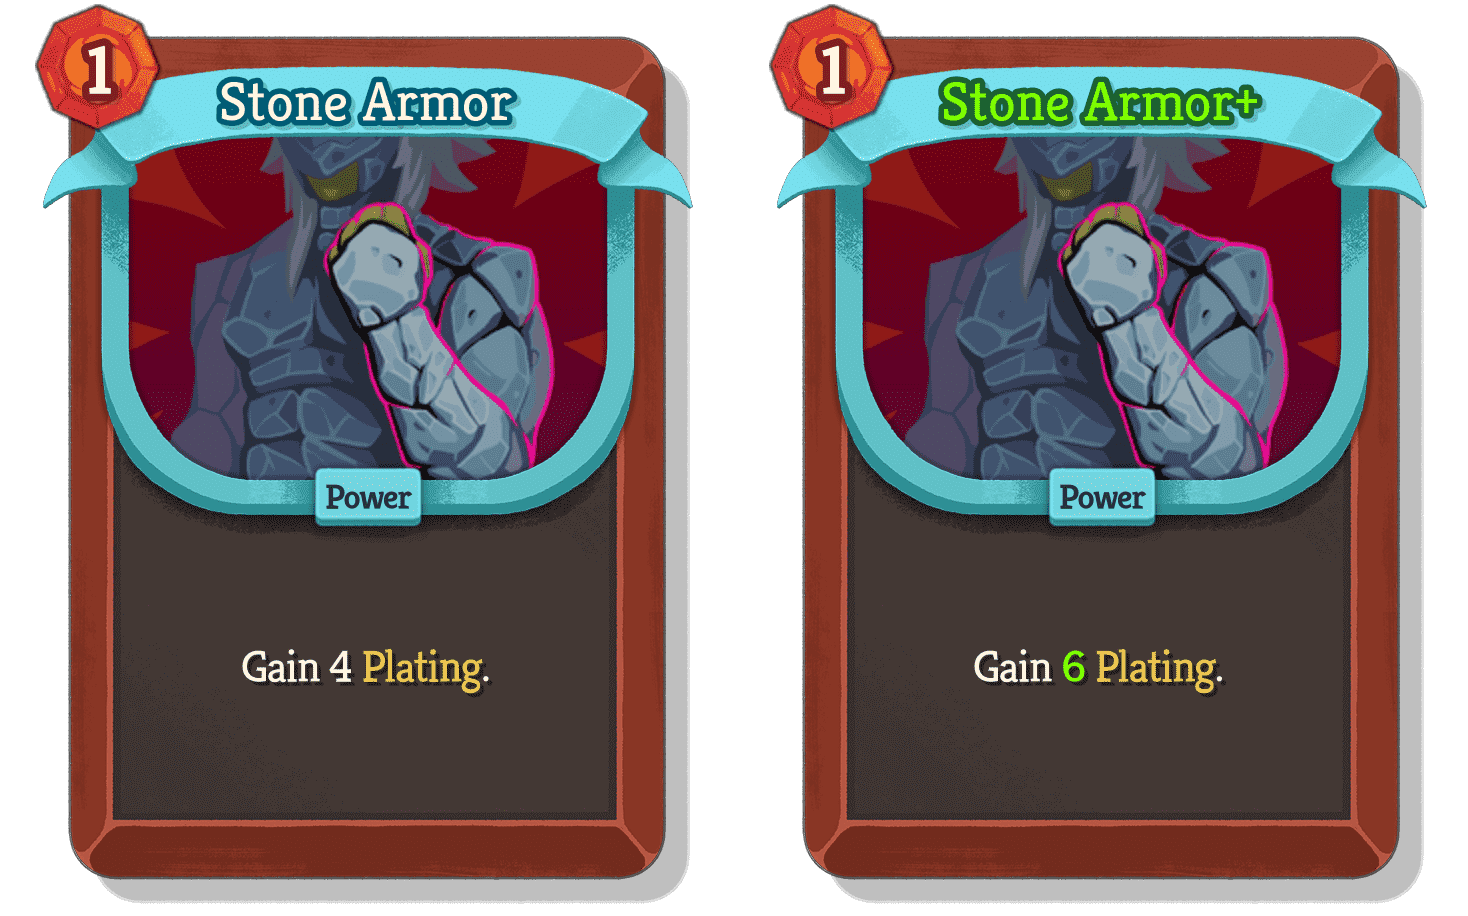 1
Stone Armor
Power
Gain 4 Plating.
1
Stone Armor+
Power
Gain 6 Plating.